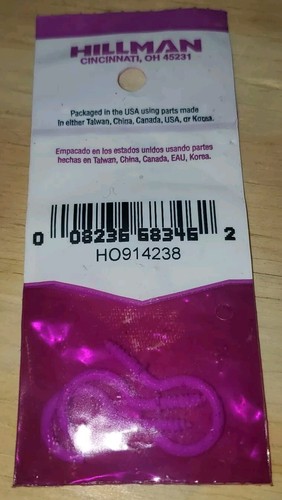 HILLMAN
CINCINNATI, OH 45231
Packaged in the USA using parts made
in either Taiwan, China, Canada, USA, or Korea.
Empacado en los estados unidos usando partes
hechas en Taiwan, China, Canada, EAU, Korea.
0 08236 68346 2
HO914238